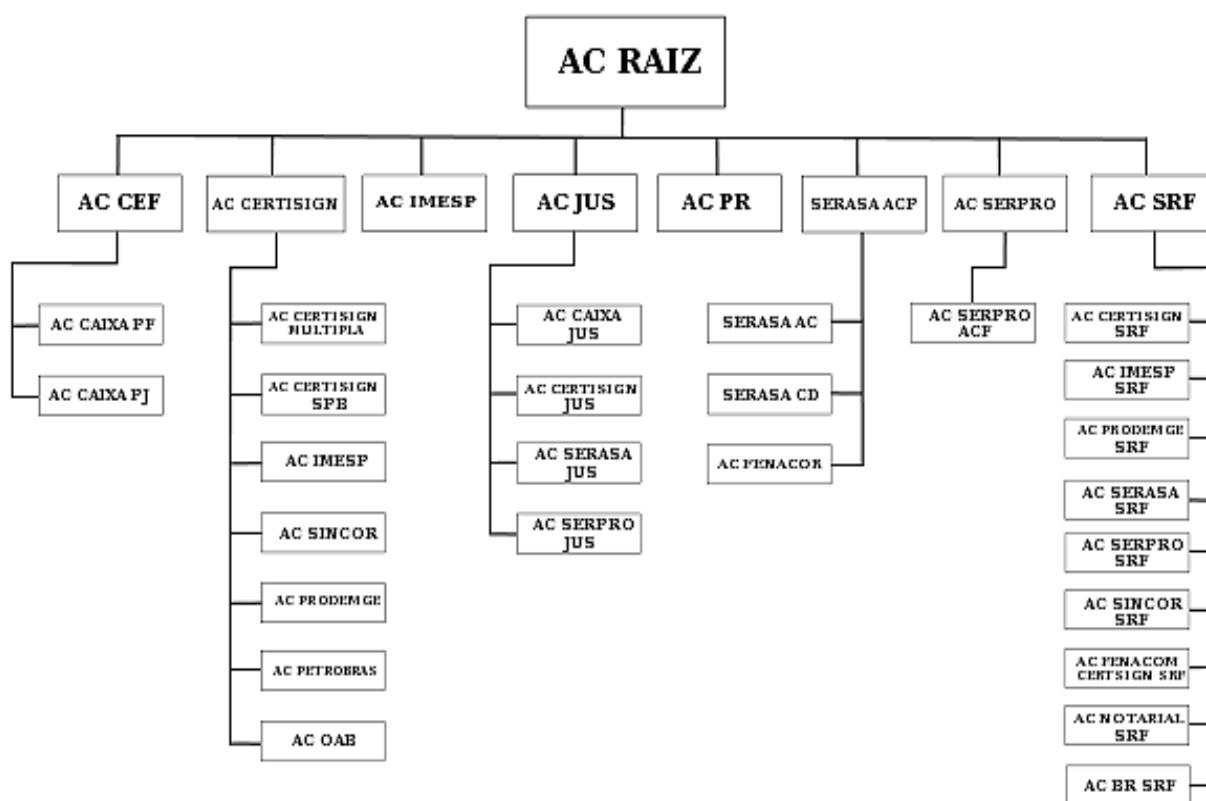 AC RAIZ
AC CEF
AC CERTISIGN
AC IMESP
AC JUS
AC PR
SERASA ACP
AC SERPRO
AC SRF
AC CAIXA PF
AC CAIXA PJ
AC CERTISIGN
MULTIPLA
AC CERTISIGN
SPB
AC IMESP
AC SINCOR
AC PRODEMGE
AC PETROBRAS
AC OAB
AC CAIXA
JUS
AC CERTISIGN
JUS
AC SERASA
JUS
AC SERPRO
JUS
SERASA AC
SERASA CD
AC FENACOR
AC SERPRO
ACF
AC CERTISIGN
SRF
AC IMESP
SRF
AC PRODEMGE
SRF
AC SERASA
SRF
AC SERPRO
SRF
AC SINCOR
SRF
AC FENACOM
CERTSIGN SRF
AC NOTARIAL
SRF
AC BR SRF